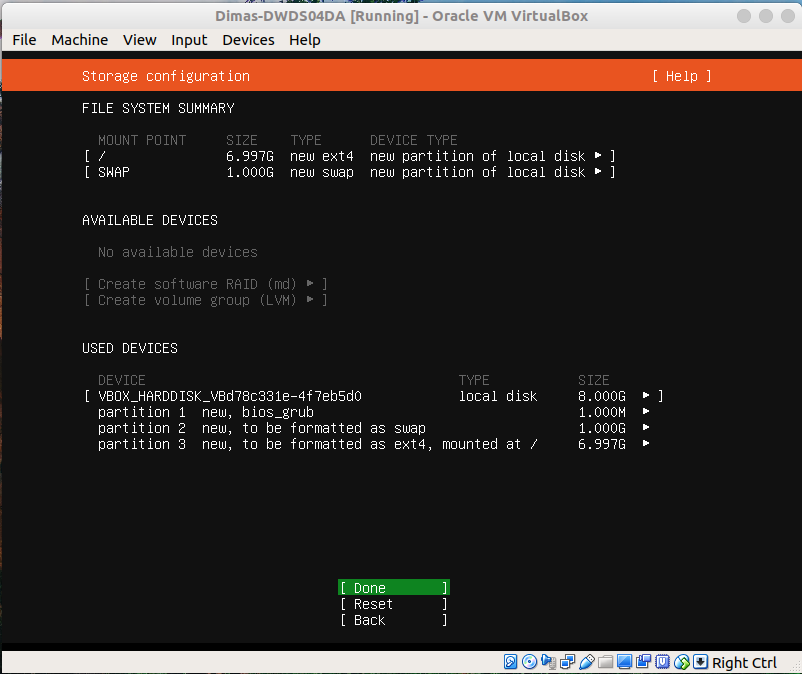 Dimas-DWDS04DA [Running] - Oracle VM VirtualBox
File Machine View Input Devices Help
Storage configuration [ Help ]
FILE SYSTEM SUMMARY
MOUNT POINT SIZE TYPE DEVICE TYPE
[ / 6.997G new ext4 new partition of local disk ▸ ]
[ SWAP 1.000G new swap new partition of local disk ▸ ]
AVAILABLE DEVICES
No available devices
[ Create software RAID (md) ▸ ]
[ Create volume group (LVM) ▸ ]
USED DEVICES
DEVICE TYPE SIZE
[ VBOX_HARDDISK_VBd78c331e-4f7eb5d0 local disk 8.000G ▸ ]
partition 1 new, bios_grub 1.000M ▸
partition 2 new, to be formatted as swap 1.000G ▸
partition 3 new, to be formatted as ext4, mounted at / 6.997G ▸
[ Done ]
[ Reset ]
[ Back ]
Right Ctrl